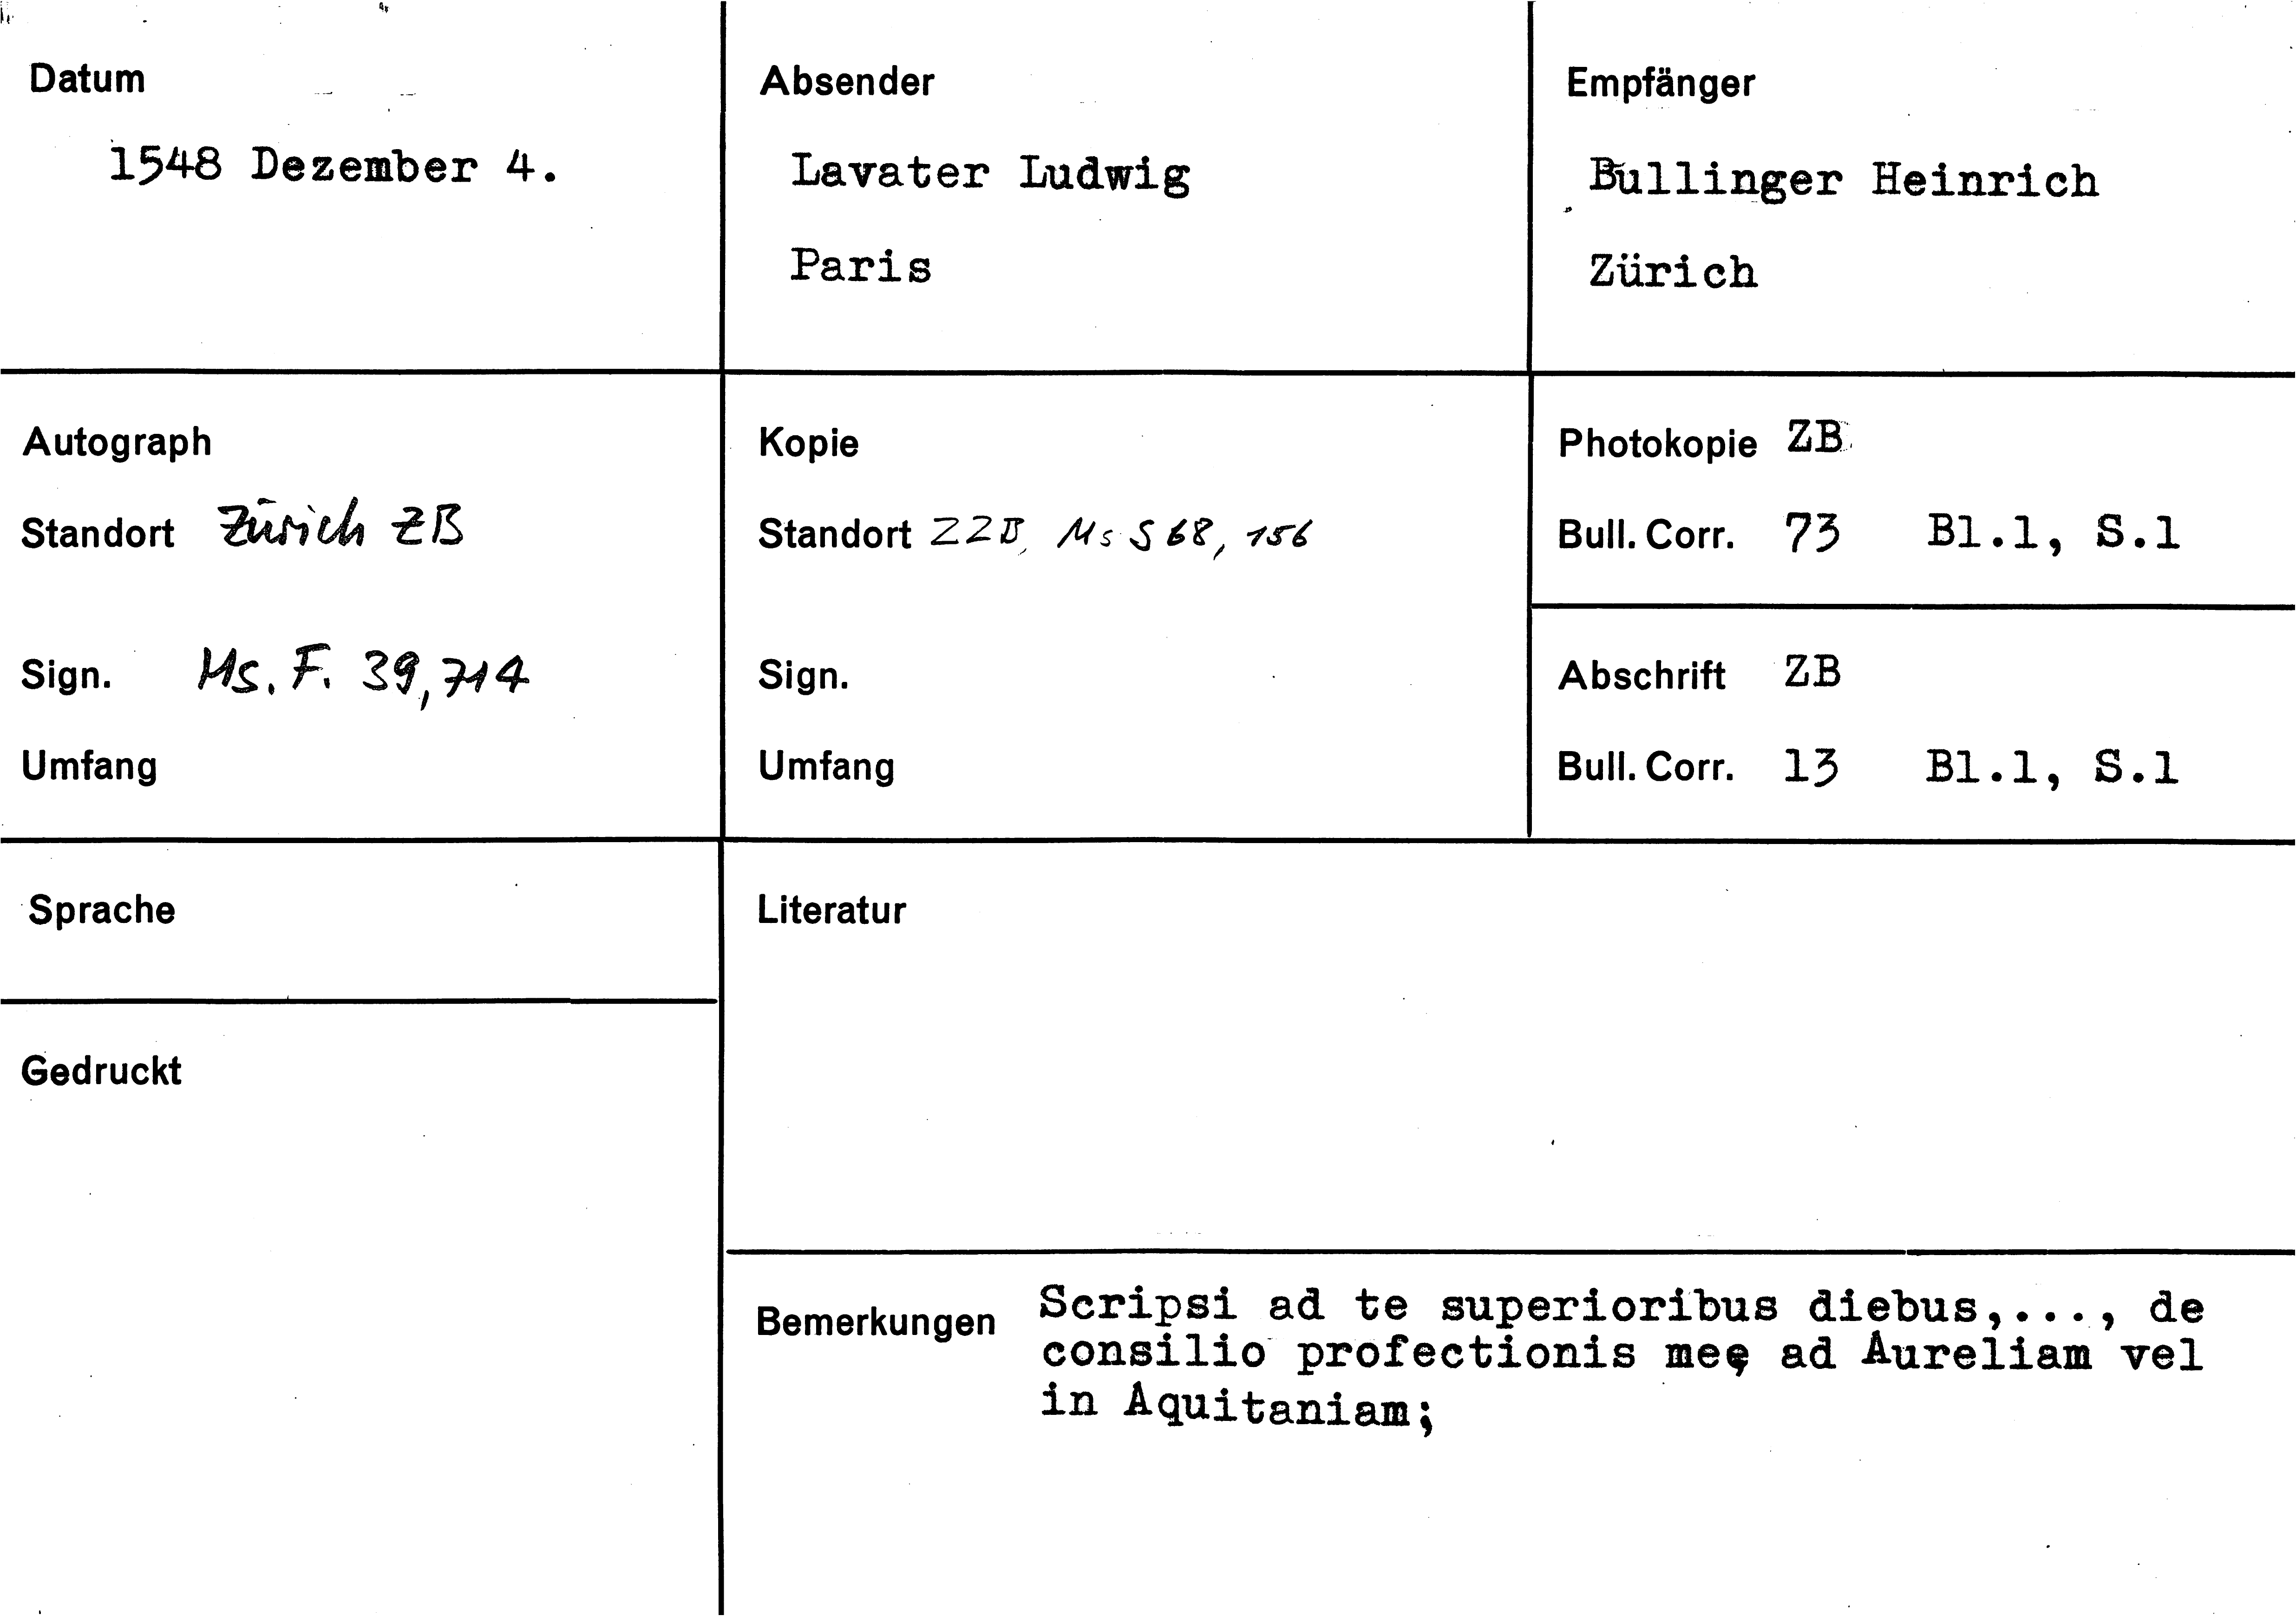 Datum
1548 Dezember 4.
Absender
Lavater Ludwig
Paris
Empfänger
Bullinger Heinrich
Zürich
Autograph
Standort Zürich ZB
Sign. Ms. F. 39,714
Umfang
Kopie
Standort ZZB, Ms S 68, 156
Sign.
Umfang
Photokopie ZB
Bull. Corr. 73 Bl.1, S.1
Abschrift ZB
Bull. Corr. 13 Bl.1, S.1
Sprache
Gedruckt
Literatur
Bemerkungen Scripsi ad te superioribus diebus,..., de
consilio profectionis meę ad Aureliam vel
in Aquitaniam;